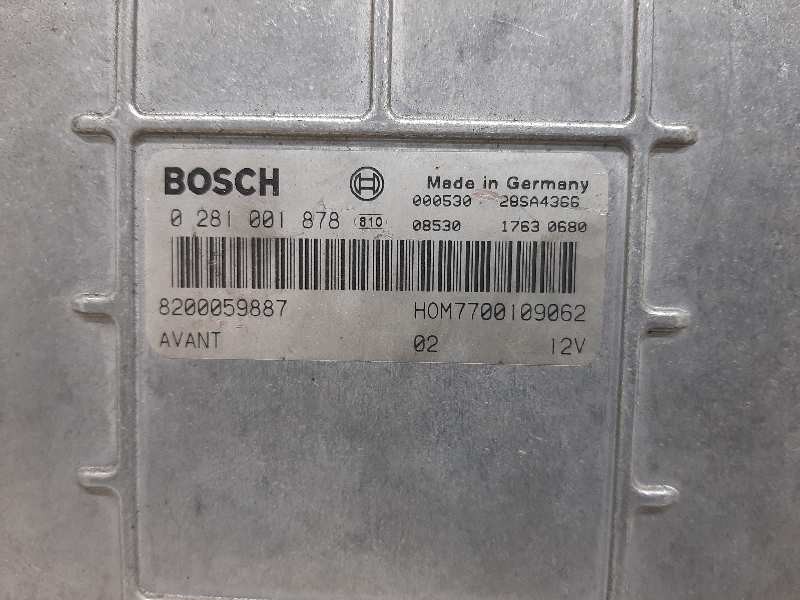 BOSCH Made in Germany
000530 28SA4366
0 281 001 878 810 08530 1763 0680
8200059887 HOM7700109062
AVANT 02 12V